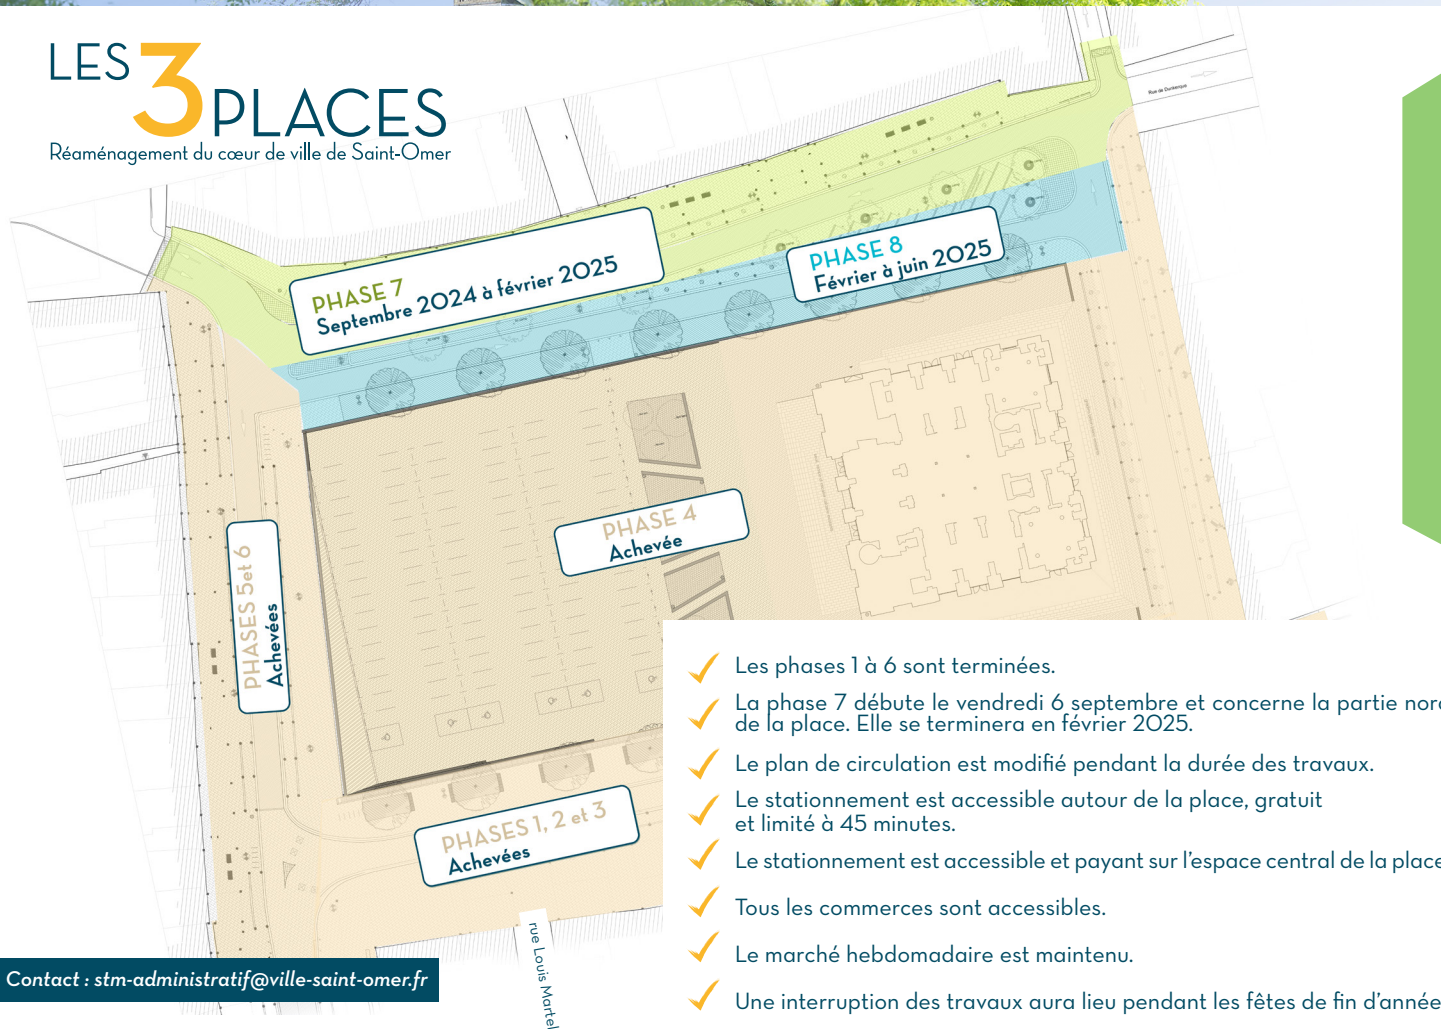 LES 3 PLACES
Réaménagement du cœur de ville de Saint-Omer
Rue de Dunkerque
PHASE 7
Septembre 2024 à février 2025
PHASE 8
Février à juin 2025
PHASE 4
Achevée
PHASES 5 et 6
Achevées
PHASES 1, 2 et 3
Achevées
rue Louis Martel
Les phases 1 à 6 sont terminées.
La phase 7 débute le vendredi 6 septembre et concerne la partie nord
de la place. Elle se terminera en février 2025.
Le plan de circulation est modifié pendant la durée des travaux.
Le stationnement est accessible autour de la place, gratuit
et limité à 45 minutes.
Le stationnement est accessible et payant sur l'espace central de la place
Tous les commerces sont accessibles.
Le marché hebdomadaire est maintenu.
Une interruption des travaux aura lieu pendant les fêtes de fin d'année
Contact : stm-administratif@ville-saint-omer.fr